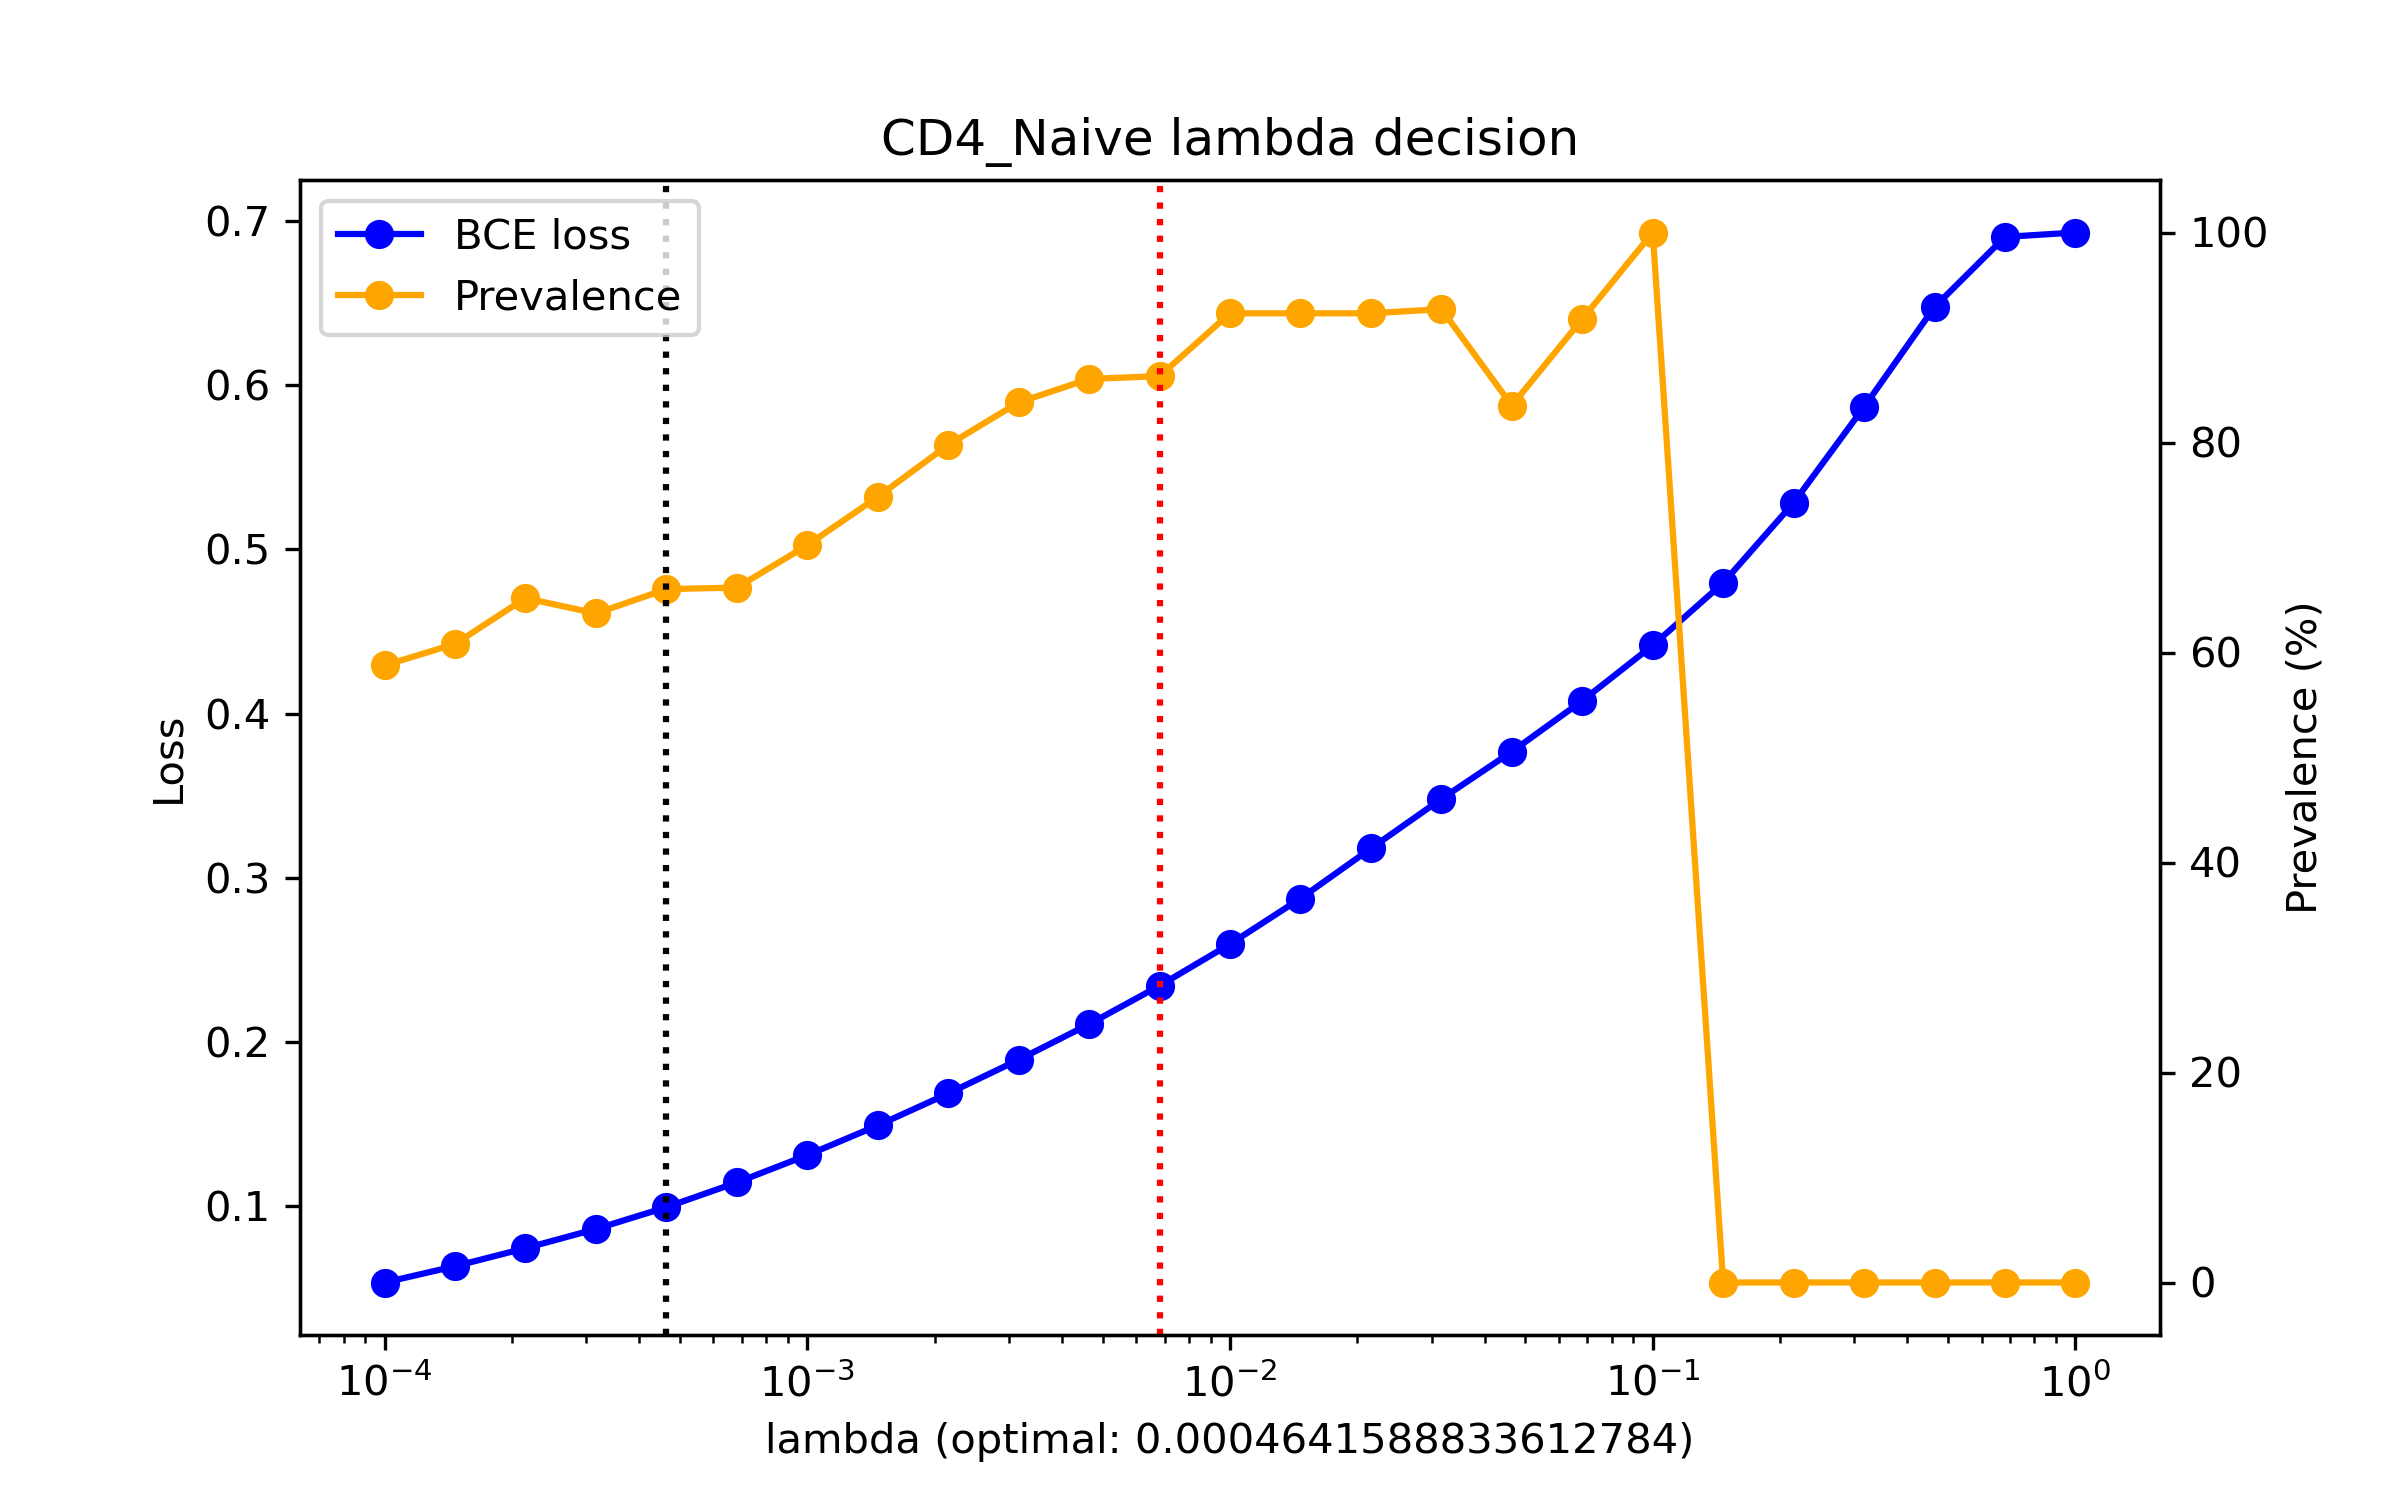 CD4_Naive lambda decision
BCE loss
Prevalence
0.7
0.6
0.5
0.4
0.3
0.2
0.1
Loss
100
80
60
40
20
0
Prevalence (%)
10⁻⁴ 10⁻³ 10⁻² 10⁻¹ 10⁰
lambda (optimal: 0.0004641588833612784)